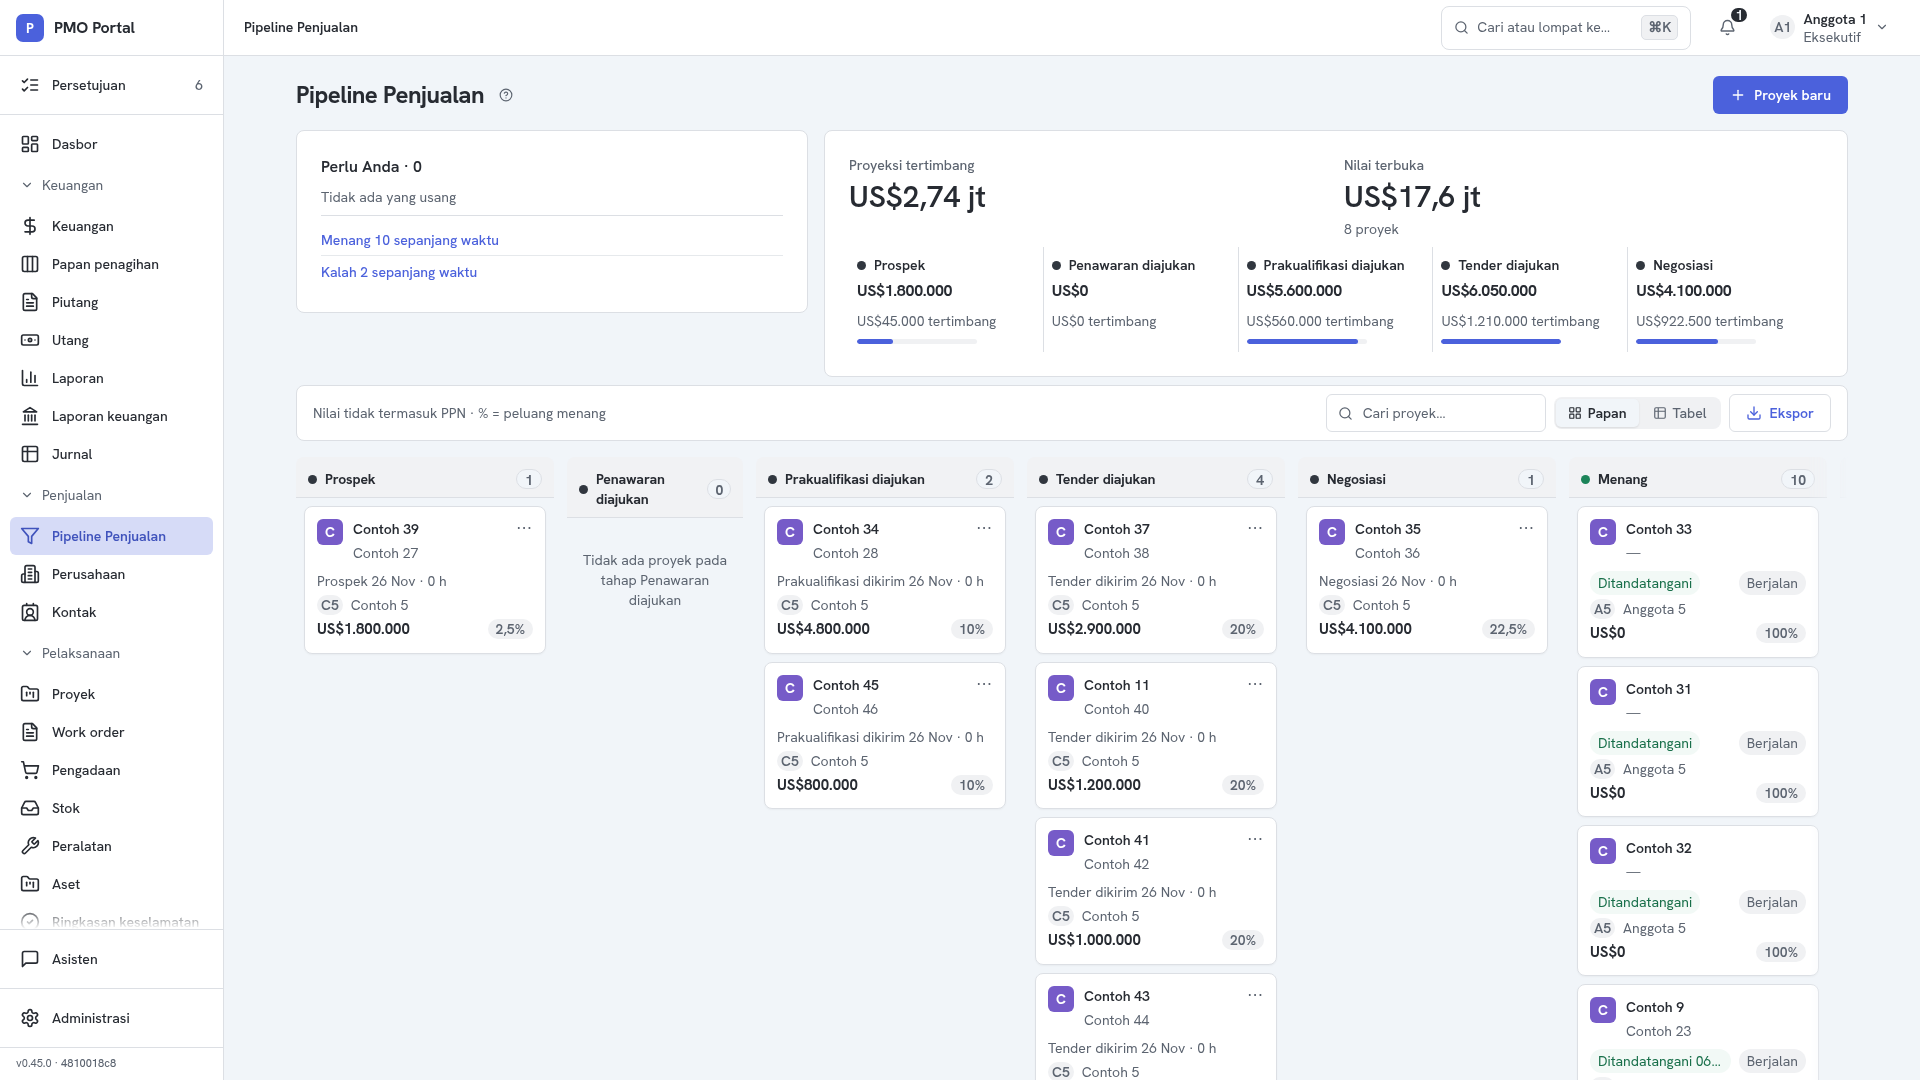 P
PMO Portal
Pipeline Penjualan
Cari atau lompat ke...
⌘K
1
A1
Anggota 1
Eksekutif
Persetujuan
6
Dasbor
Keuangan
Keuangan
Papan penagihan
Piutang
Utang
Laporan
Laporan keuangan
Jurnal
Penjualan
Pipeline Penjualan
Perusahaan
Kontak
Pelaksanaan
Proyek
Work order
Pengadaan
Stok
Peralatan
Aset
Ringkasan keselamatan
Asisten
Administrasi
v0.45.0 · 4810018c8
Pipeline Penjualan
Proyek baru
Perlu Anda · 0
Tidak ada yang usang
Menang 10 sepanjang waktu
Kalah 2 sepanjang waktu
Proyeksi tertimbang
US$2,74 jt
Nilai terbuka
US$17,6 jt
8 proyek
Prospek
US$1.800.000
US$45.000 tertimbang
Penawaran diajukan
US$0
US$0 tertimbang
Prakualifikasi diajukan
US$5.600.000
US$560.000 tertimbang
Tender diajukan
US$6.050.000
US$1.210.000 tertimbang
Negosiasi
US$4.100.000
US$922.500 tertimbang
Nilai tidak termasuk PPN · % = peluang menang
Cari proyek...
Papan
Tabel
Ekspor
Prospek
1
C
Contoh 39
Contoh 27
Prospek 26 Nov · 0 h
C5 Contoh 5
US$1.800.000
2,5%
Penawaran
diajukan
0
Tidak ada proyek pada
tahap Penawaran
diajukan
Prakualifikasi diajukan
2
C
Contoh 34
Contoh 28
Prakualifikasi dikirim 26 Nov · 0 h
C5 Contoh 5
US$4.800.000
10%
C
Contoh 45
Contoh 46
Prakualifikasi dikirim 26 Nov · 0 h
C5 Contoh 5
US$800.000
10%
Tender diajukan
4
C
Contoh 37
Contoh 38
Tender dikirim 26 Nov · 0 h
C5 Contoh 5
US$2.900.000
20%
C
Contoh 11
Contoh 40
Tender dikirim 26 Nov · 0 h
C5 Contoh 5
US$1.200.000
20%
C
Contoh 41
Contoh 42
Tender dikirim 26 Nov · 0 h
C5 Contoh 5
US$1.000.000
20%
C
Contoh 43
Contoh 44
Tender dikirim 26 Nov · 0 h
C5 Contoh 5
Negosiasi
1
C
Contoh 35
Contoh 36
Negosiasi 26 Nov · 0 h
C5 Contoh 5
US$4.100.000
22,5%
Menang
10
C
Contoh 33
—
Ditandatangani
Berjalan
A5 Anggota 5
US$0
100%
C
Contoh 31
—
Ditandatangani
Berjalan
A5 Anggota 5
US$0
100%
C
Contoh 32
—
Ditandatangani
Berjalan
A5 Anggota 5
US$0
100%
C
Contoh 9
Contoh 23
Ditandatangani 06...
Berjalan